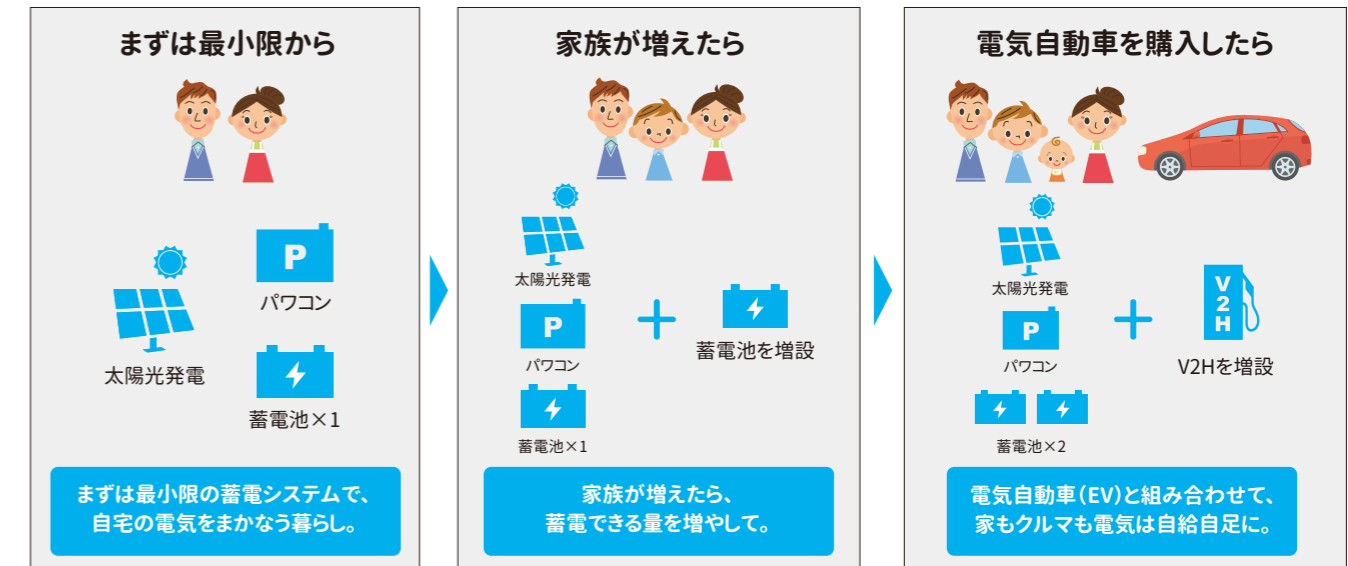 まずは最小限から
P
パワコン
太陽光発電
蓄電池×1
まずは最小限の蓄電システムで、
自宅の電気をまかなう暮らし。
家族が増えたら
太陽光発電
P
パワコン
蓄電池×1
+
蓄電池を増設
家族が増えたら、
蓄電できる量を増やして。
電気自動車を購入したら
太陽光発電
P
パワコン
蓄電池×2
+
V
2
H
V2Hを増設
電気自動車(EV)と組み合わせて、
家もクルマも電気は自給自足に。